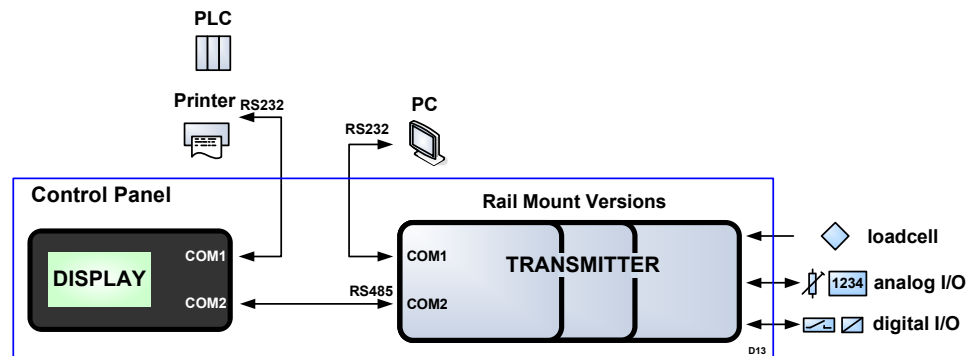 PLC
Printer
RS232
PC
RS232
Control Panel
Rail Mount Versions
DISPLAY
COM1
COM2
RS485
COM1
COM2
TRANSMITTER
loadcell
1234
analog I/O
digital I/O
D13